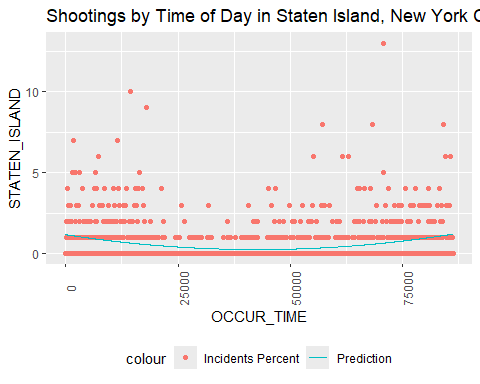 Shootings by Time of Day in Staten Island, New York C
STATEN_ISLAND
10
5
0
0
25000
50000
75000
OCCUR_TIME
colour
Incidents Percent
Prediction